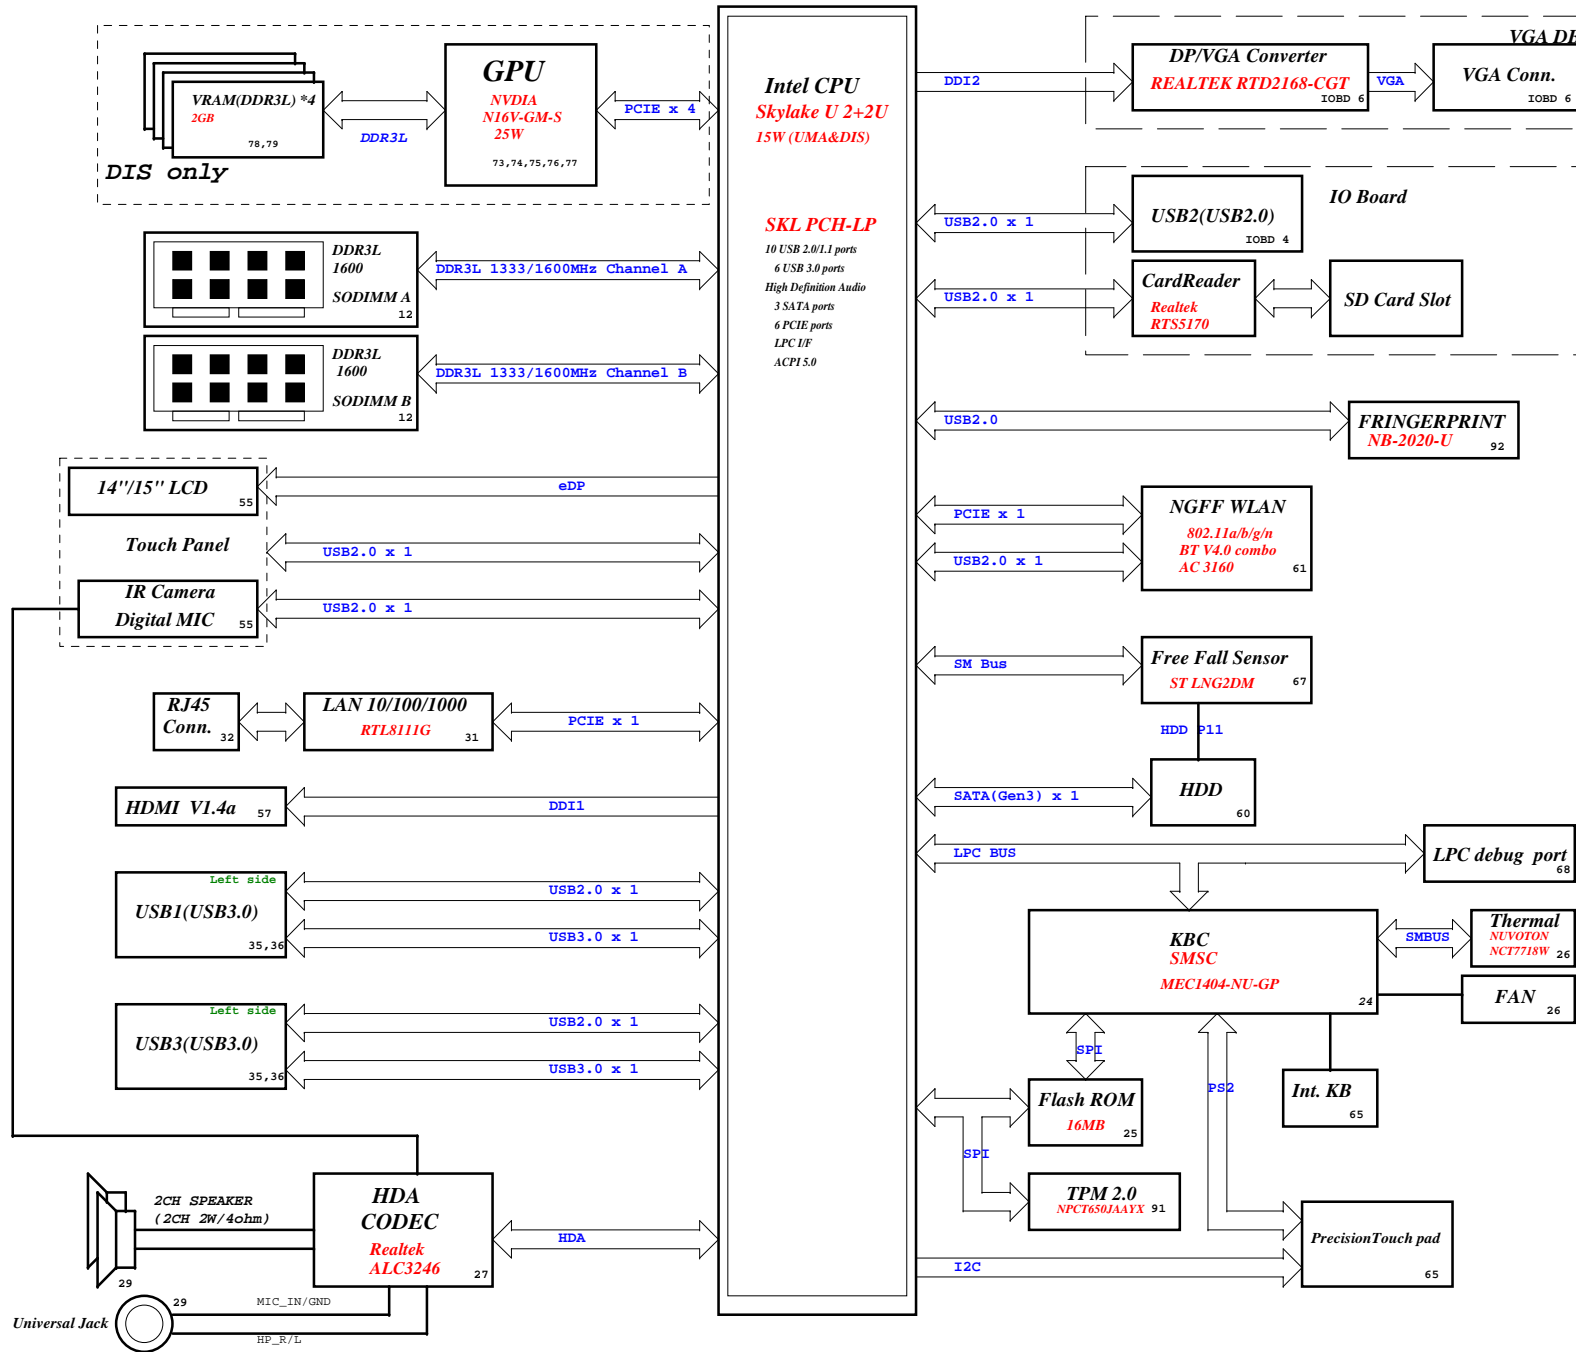 VRAM(DDR3L) *4
2GB
78,79
DDR3L
GPU
NVDIA
N16V-GM-S
25W
73,74,75,76,77
PCIE x 4
DIS only
DDR3L
1600
SODIMM A
12
DDR3L 1333/1600MHz Channel A
DDR3L
1600
SODIMM B
12
DDR3L 1333/1600MHz Channel B
14"/15" LCD
55
eDP
Touch Panel
USB2.0 x 1
IR Camera
Digital MIC
55
USB2.0 x 1
RJ45
Conn.
32
LAN 10/100/1000
RTL8111G
31
PCIE x 1
HDMI V1.4a
57
DDI1
Left side
USB1(USB3.0)
35,36
USB2.0 x 1
USB3.0 x 1
Left side
USB3(USB3.0)
35,36
USB2.0 x 1
USB3.0 x 1
2CH SPEAKER
(2CH 2W/4ohm)
29
HDA
CODEC
Realtek
ALC3246
27
HDA
Universal Jack
29
MIC_IN/GND
HP_R/L
Intel CPU
Skylake U 2+2U
15W (UMA&DIS)
SKL PCH-LP
10 USB 2.0/1.1 ports
6 USB 3.0 ports
High Definition Audio
3 SATA ports
6 PCIE ports
LPC I/F
ACPI 5.0
DDI2
DP/VGA Converter
REALTEK RTD2168-CGT
IOBD 6
VGA
VGA DB
VGA Conn.
IOBD 6
IO Board
USB2.0 x 1
USB2(USB2.0)
IOBD 4
USB2.0 x 1
CardReader
Realtek
RTS5170
SD Card Slot
USB2.0
FRINGERPRINT
NB-2020-U
92
PCIE x 1
USB2.0 x 1
NGFF WLAN
802.11a/b/g/n
BT V4.0 combo
AC 3160
61
SM Bus
Free Fall Sensor
ST LNG2DM
67
HDD P11
SATA(Gen3) x 1
HDD
60
LPC BUS
LPC debug port
68
KBC
SMSC
MEC1404-NU-GP
24
SMBUS
Thermal
NUVOTON
NCT7718W
26
FAN
26
SPI
PS2
Int. KB
65
Flash ROM
16MB
25
SPI
TPM 2.0
NPCT650JAAYX
91
I2C
PrecisionTouch pad
65